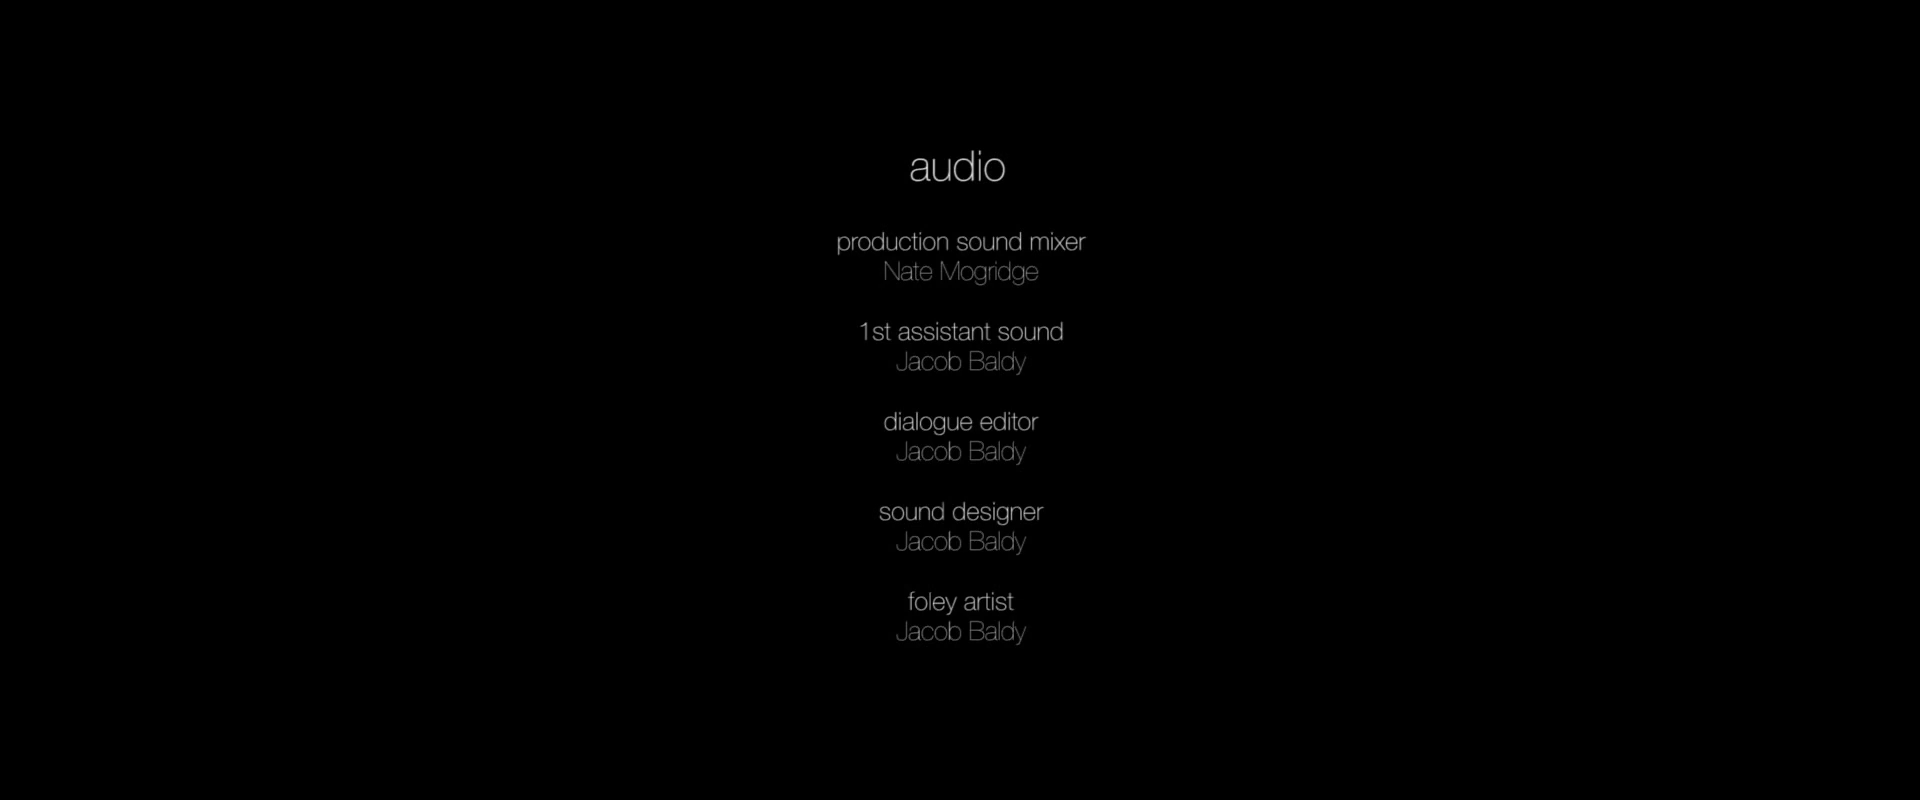 audio
production sound mixer
Nate Mogridge
1st assistant sound
Jacob Baldy
dialogue editor
Jacob Baldy
sound designer
Jacob Baldy
foley artist
Jacob Baldy